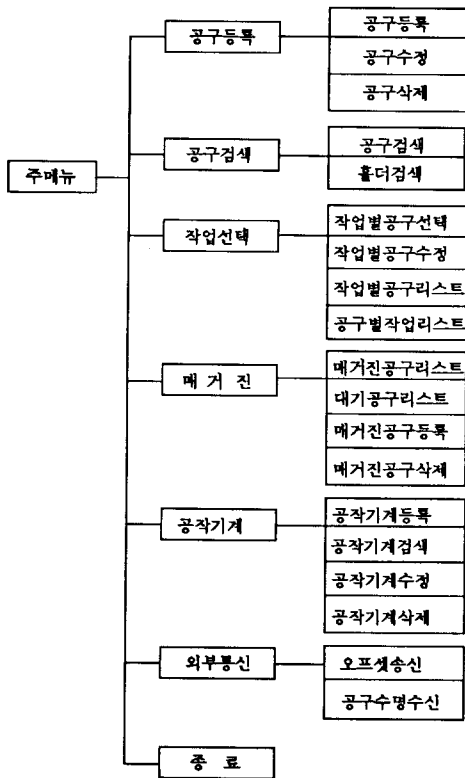 주메뉴
공구등록
공구등록
공구수정
공구삭제
공구검색
공구검색
홀더검색
작업선택
작업별공구선택
작업별공구수정
작업별공구리스트
공구별작업리스트
매 거 진
매거진공구리스트
대기공구리스트
매거진공구등록
매거진공구삭제
공작기계
공작기계등록
공작기계검색
공작기계수정
공작기계삭제
외부통신
오프셋송신
공구수명수신
종 료